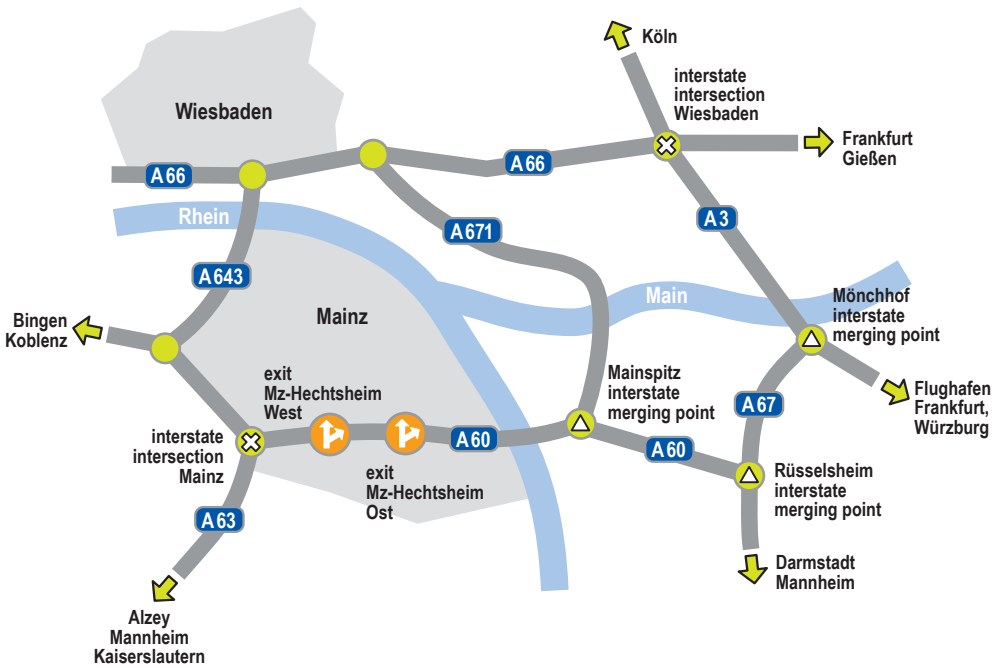 Köln
interstate
intersection
Wiesbaden
Wiesbaden
Frankfurt
Gießen
A66
A66
Rhein
A3
A671
A643
Main
Mönchhof
interstate
merging point
Mainz
Bingen
Koblenz
exit
Mz-Hechtsheim
West
Mainspitz
interstate
merging point
Flughafen
Frankfurt,
Würzburg
A67
interstate
intersection
Mainz
A60
A60
exit
Mz-Hechtsheim
Ost
Rüsselsheim
interstate
merging point
A63
Darmstadt
Mannheim
Alzey
Mannheim
Kaiserslautern